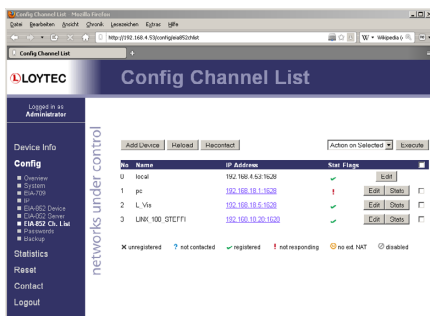 Config Channel List - Mozilla Firefox
Datei Bearbeiten Ansicht Chronik Lesezeichen Extras Hilfe
http://192.168.4.53/config/eia852chlist
Config Channel List
LOYTEC
Config Channel List
Logged in as
Administrator
Device Info
Config
Overview
System
EIA-709
IP
EIA-852 Device
EIA-852 Server
EIA-852 Ch. List
Passwords
Backup
Statistics
Reset
Contact
Logout
networks under control
Add Device Reload Recontact Action on Selected Execute
No Name IP Address Stat Flags
0 local 192.168.4.53:1628 Edit
1 pc 192.168.18.1:1628 ! Edit Stats
2 L_Vis 192.168.18.5:1628 Edit Stats
3 LINX_100_STEFFI 192.168.10.20:1628 Edit Stats
unregistered ? not contacted registered ! not responding no ext. NAT disabled